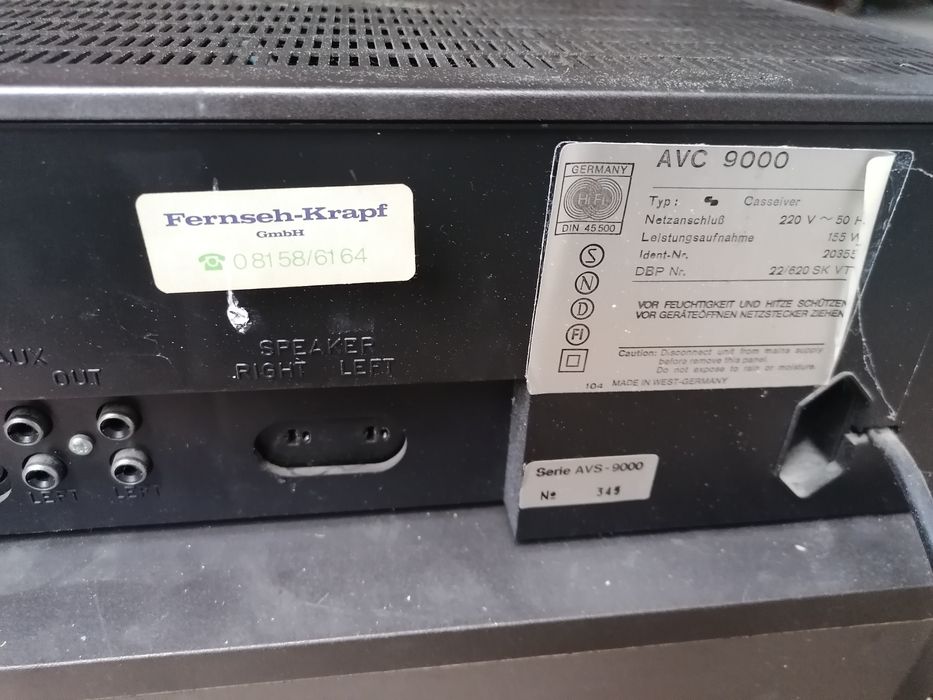 Fernseh-Krapf
GmbH
☎ 08158/6164
AUX
OUT
SPEAKER
RIGHT LEFT
LEFT LEFT
GERMANY
HiFi
DIN 45500
S
N
D
Fi
AVC 9000
Typ: Casseiver
Netzanschluß 220 V ~ 50
Leistungsaufnahme 155 W
Ident-Nr. 20355
DBP Nr. 22/620 SK VT
VOR FEUCHTIGKEIT UND HITZE SCHÜTZEN
VOR GERÄTEÖFFNEN NETZSTECKER ZIEHEN
Caution: Disconnect unit from mains supply
before remove this panel.
Do not expose to rain or moisture.
104 MADE IN WEST-GERMANY
Serie AVS-9000
№ 345